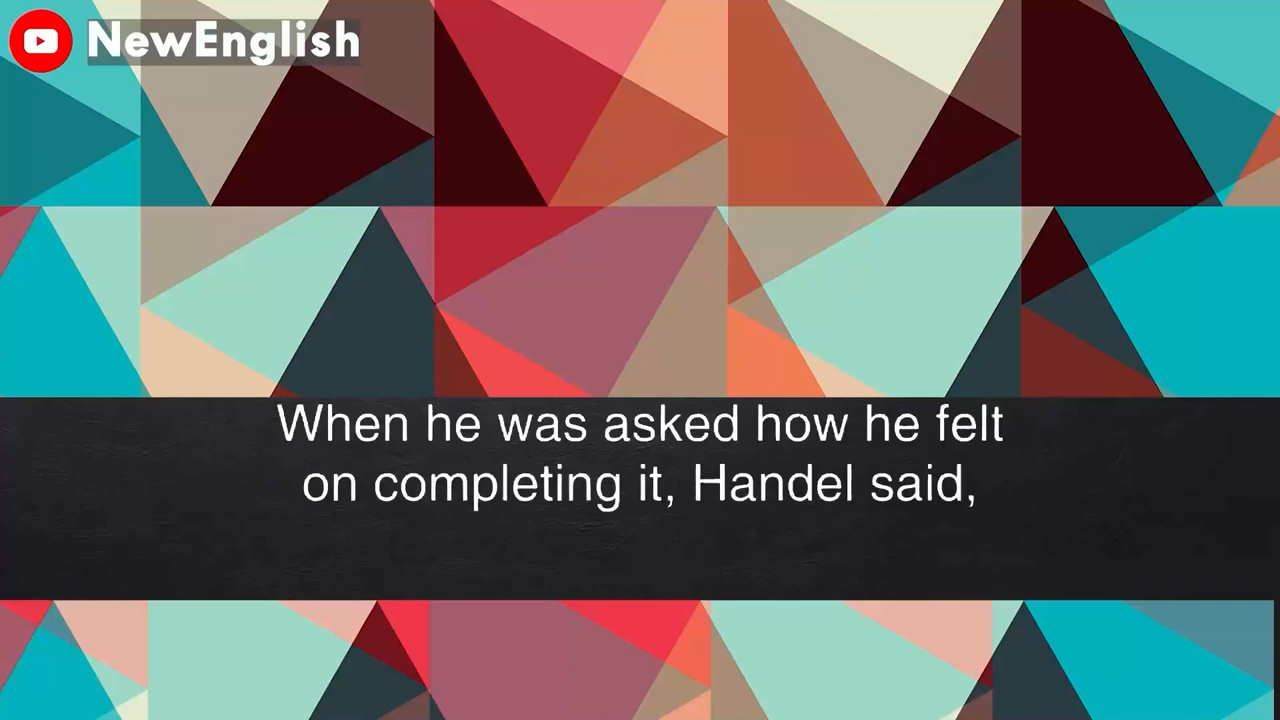 NewEnglish
When he was asked how he felt
on completing it, Handel said,